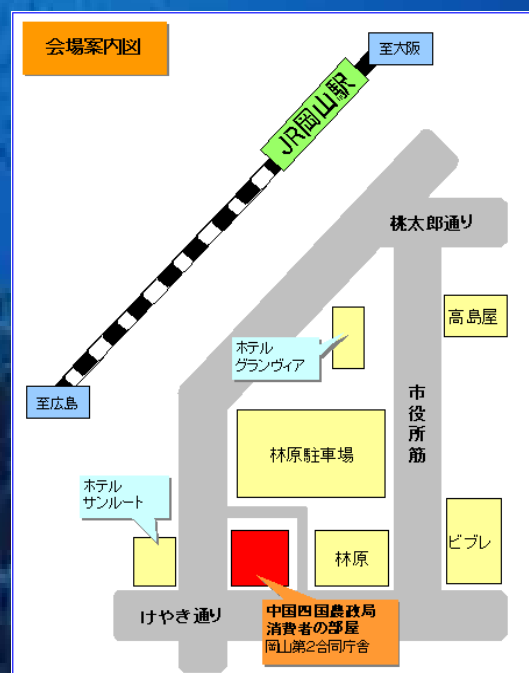 会場案内図
至大阪
JR岡山駅
桃太郎通り
高島屋
ホテル
グランヴィア
至広島
市役所筋
林原駐車場
ホテル
サンルート
ビブレ
林原
けやき通り
中国四国農政局
消費者の部屋
岡山第2合同庁舎